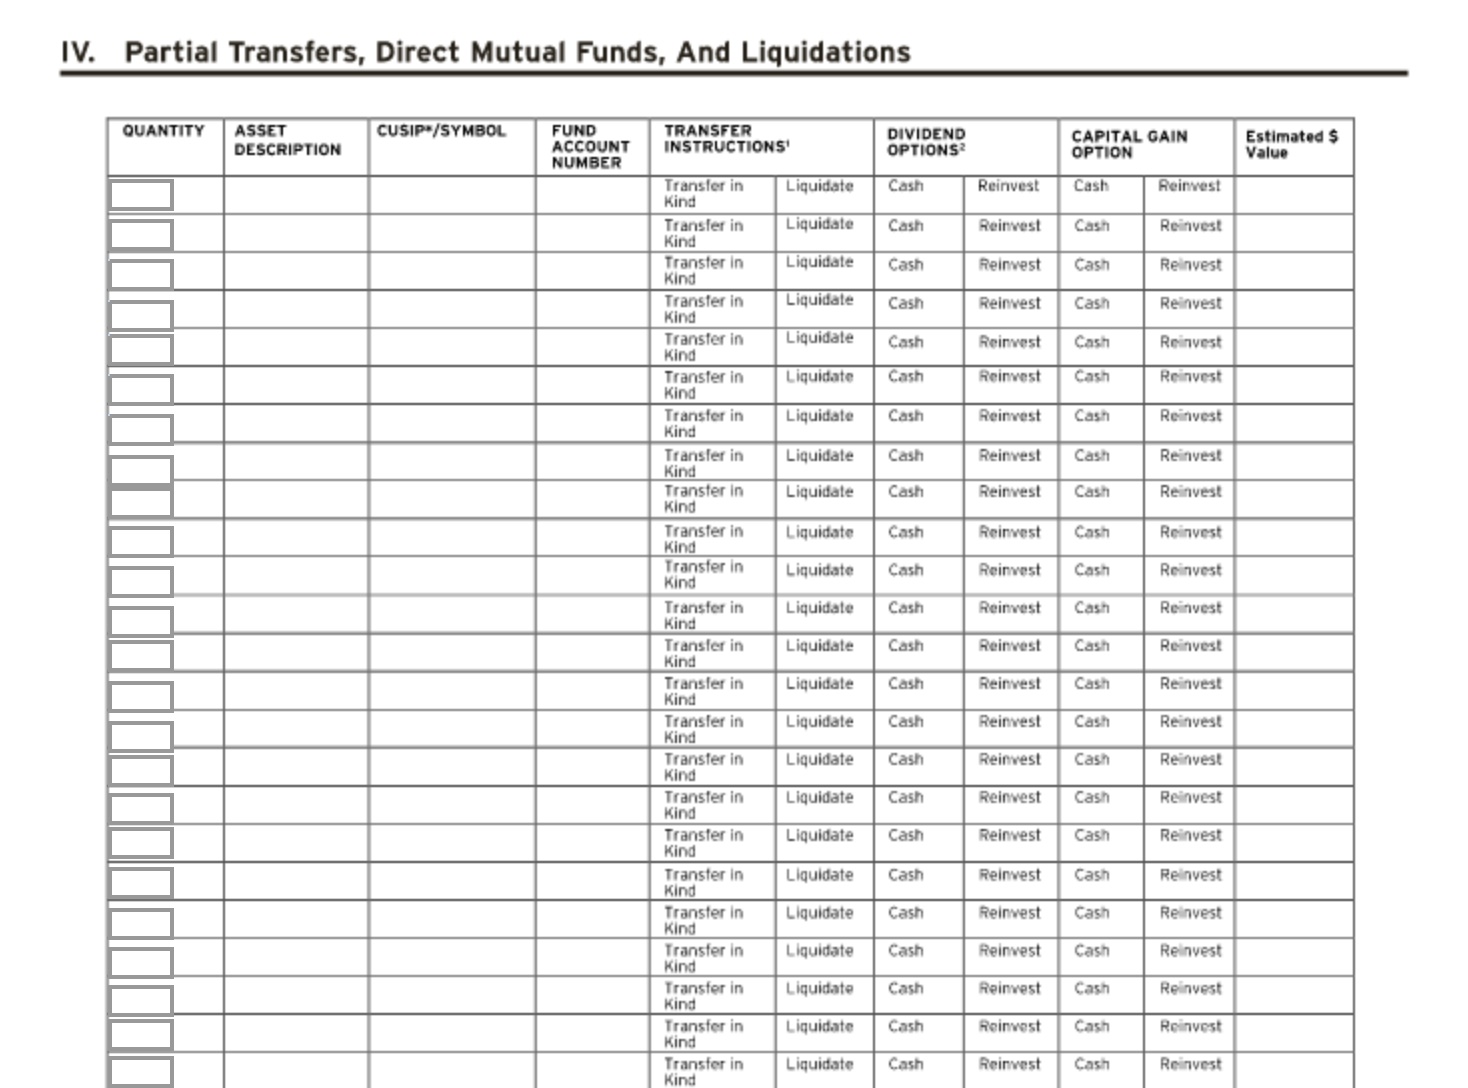 IV. Partial Transfers, Direct Mutual Funds, And Liquidations
QUANTITY
ASSET
DESCRIPTION
CUSIP*/SYMBOL
FUND
ACCOUNT
NUMBER
TRANSFER
INSTRUCTIONS¹
DIVIDEND
OPTIONS²
CAPITAL GAIN
OPTION
Estimated $
Value
Transfer in Liquidate Cash Reinvest Cash Reinvest
Kind
Transfer in Liquidate Cash Reinvest Cash Reinvest
Kind
Transfer in Liquidate Cash Reinvest Cash Reinvest
Kind
Transfer in Liquidate Cash Reinvest Cash Reinvest
Kind
Transfer in Liquidate Cash Reinvest Cash Reinvest
Kind
Transfer in Liquidate Cash Reinvest Cash Reinvest
Kind
Transfer in Liquidate Cash Reinvest Cash Reinvest
Kind
Transfer in Liquidate Cash Reinvest Cash Reinvest
Kind
Transfer in Liquidate Cash Reinvest Cash Reinvest
Kind
Transfer in Liquidate Cash Reinvest Cash Reinvest
Kind
Transfer in Liquidate Cash Reinvest Cash Reinvest
Kind
Transfer in Liquidate Cash Reinvest Cash Reinvest
Kind
Transfer in Liquidate Cash Reinvest Cash Reinvest
Kind
Transfer in Liquidate Cash Reinvest Cash Reinvest
Kind
Transfer in Liquidate Cash Reinvest Cash Reinvest
Kind
Transfer in Liquidate Cash Reinvest Cash Reinvest
Kind
Transfer in Liquidate Cash Reinvest Cash Reinvest
Kind
Transfer in Liquidate Cash Reinvest Cash Reinvest
Kind
Transfer in Liquidate Cash Reinvest Cash Reinvest
Kind
Transfer in Liquidate Cash Reinvest Cash Reinvest
Kind
Transfer in Liquidate Cash Reinvest Cash Reinvest
Kind
Transfer in Liquidate Cash Reinvest Cash Reinvest
Kind
Transfer in Liquidate Cash Reinvest Cash Reinvest
Kind
Transfer in Liquidate Cash Reinvest Cash Reinvest
Kind